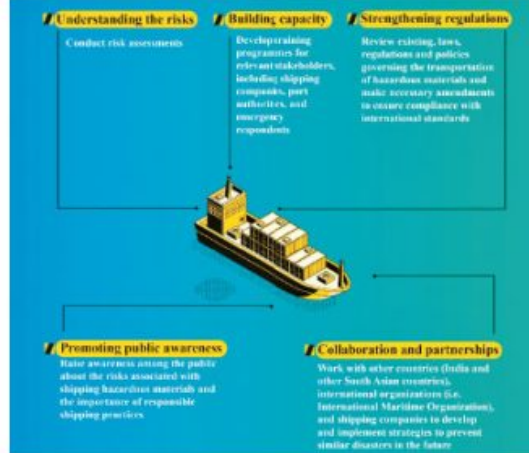 Understanding the risks
Conduct risk assessments
Building capacity
Develop training
programmes for
relevant stakeholders,
including shipping
companies, port
authorities, and
emergency
respondents
Strengthening regulations
Review existing, laws,
regulations and policies
governing the transportation
of hazardous materials and
make necessary amendments
to ensure compliance with
international standards
Promoting public awareness
Raise awareness among the public
about the risks associated with
shipping hazardous materials and
the importance of responsible
shipping practices
Collaboration and partnerships
Work with other countries (India and
other South Asian countries),
international organizations (i.e.
International Maritime Organization),
and shipping companies to develop
and implement strategies to prevent
similar disasters in the future